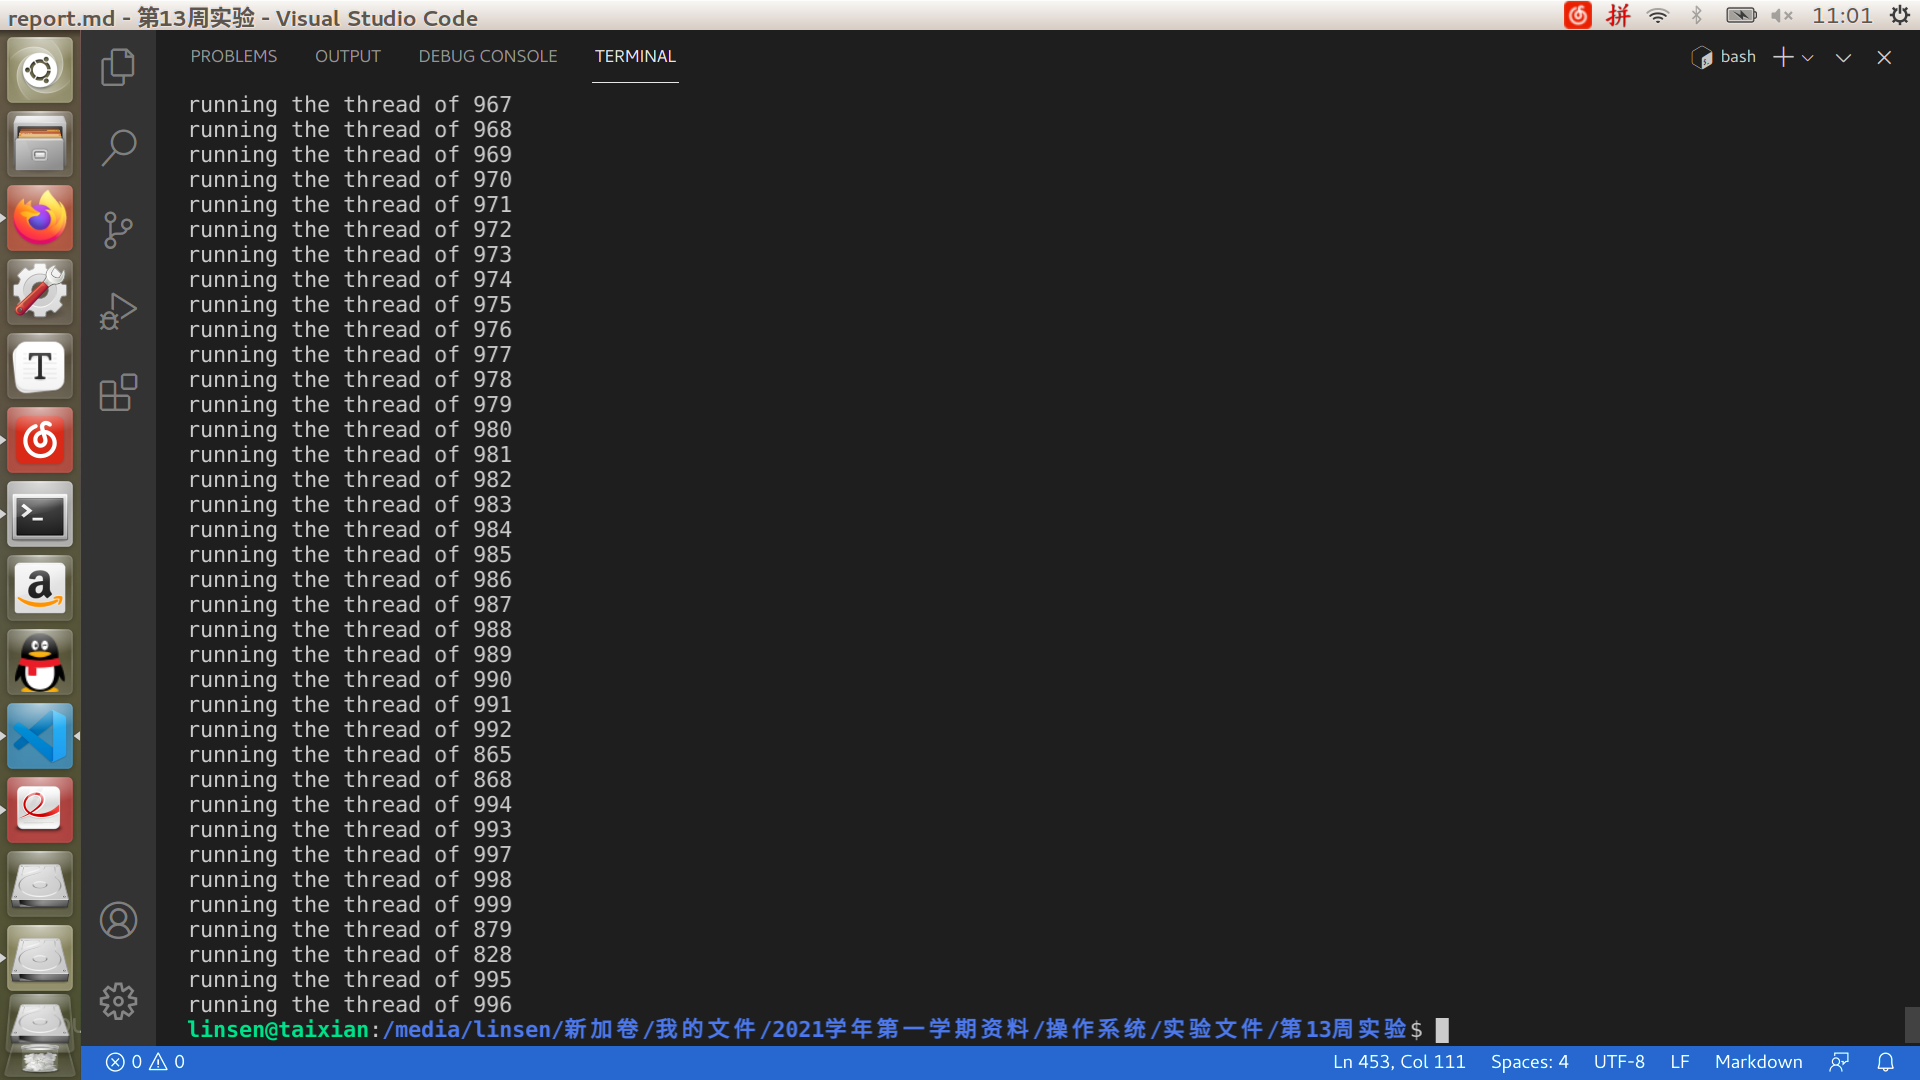 report.md - 第13周实验 - Visual Studio Code
拼
11:01
PROBLEMS OUTPUT DEBUG CONSOLE TERMINAL
bash
running the thread of 967
running the thread of 968
running the thread of 969
running the thread of 970
running the thread of 971
running the thread of 972
running the thread of 973
running the thread of 974
running the thread of 975
running the thread of 976
running the thread of 977
running the thread of 978
running the thread of 979
running the thread of 980
running the thread of 981
running the thread of 982
running the thread of 983
running the thread of 984
running the thread of 985
running the thread of 986
running the thread of 987
running the thread of 988
running the thread of 989
running the thread of 990
running the thread of 991
running the thread of 992
running the thread of 865
running the thread of 868
running the thread of 994
running the thread of 993
running the thread of 997
running the thread of 998
running the thread of 999
running the thread of 879
running the thread of 828
running the thread of 995
running the thread of 996
linsen@taixian:/media/linsen/新加卷/我的文件/2021学年第一学期资料/操作系统/实验文件/第13周实验$
T
a
0 0
Ln 453, Col 111 Spaces: 4 UTF-8 LF Markdown